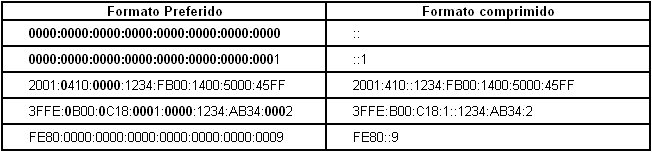 Formato Preferido Formato comprimido
0000:0000:0000:0000:0000:0000:0000:0000 ::
0000:0000:0000:0000:0000:0000:0000:0001 ::1
2001:0410:0000:1234:FB00:1400:5000:45FF 2001:410::1234:FB00:1400:5000:45FF
3FFE:0B00:0C18:0001:0000:1234:AB34:0002 3FFE:B00:C18:1::1234:AB34:2
FE80:0000:0000:0000:0000:0000:0000:0009 FE80::9